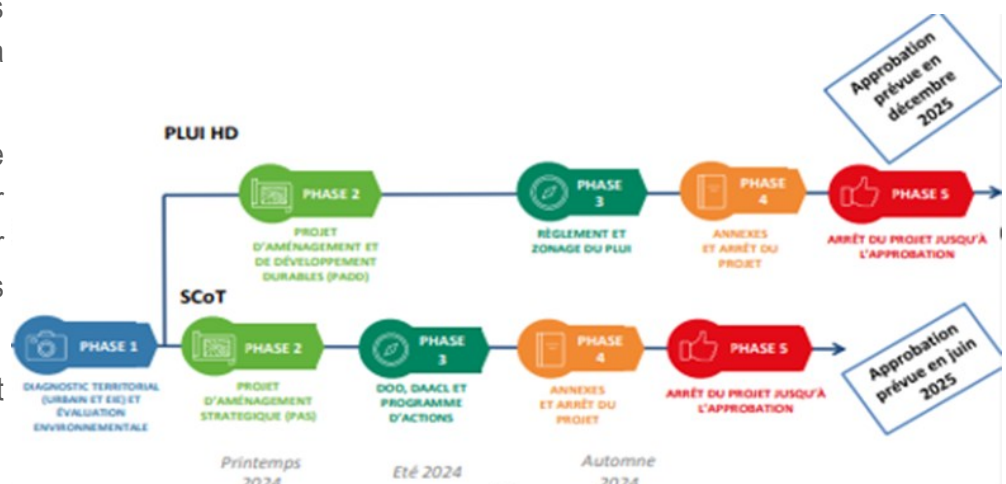 Approbation
prévue en
décembre
2025
PLUI HD
PHASE 2
PROJET
D'AMÉNAGEMENT ET
DE DÉVELOPPEMENT
DURABLES (PADD)
PHASE
3
RÈGLEMENT ET
ZONAGE DU PLUI
PHASE
4
ANNEXES
ET ARRÊT DU
PROJET
PHASE 5
ARRÊT DU PROJET JUSQU'À
L'APPROBATION
SCoT
PHASE 1
DIAGNOSTIC TERRITORIAL
(URBAIN ET EIE) ET
ÉVALUATION
ENVIRONNEMENTALE
PHASE 2
PROJET
D'AMÉNAGEMENT
STRATEGIQUE (PAS)
PHASE
3
DOO, DAACL ET
PROGRAMME
D'ACTIONS
PHASE
4
ANNEXES
ET ARRÊT DU
PROJET
PHASE 5
ARRÊT DU PROJET JUSQU'À
L'APPROBATION
Approbation
prévue en juin
2025
Printemps
2024
Eté 2024
Automne
2024